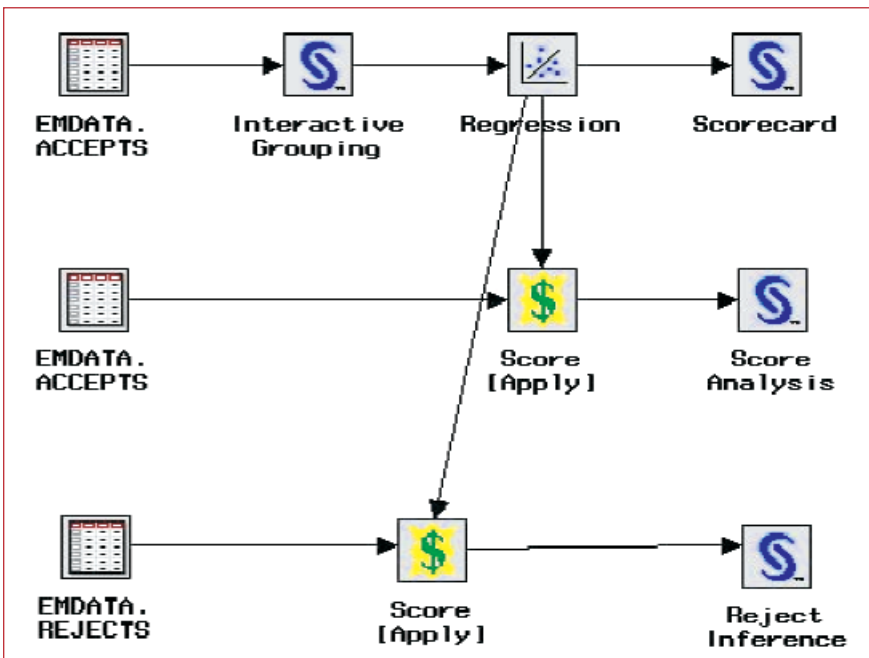 EMDATA.
ACCEPTS
Interactive
Grouping
Regression
Scorecard
EMDATA.
ACCEPTS
Score
[Apply]
Score
Analysis
EMDATA.
REJECTS
Score
[Apply]
Reject
Inference